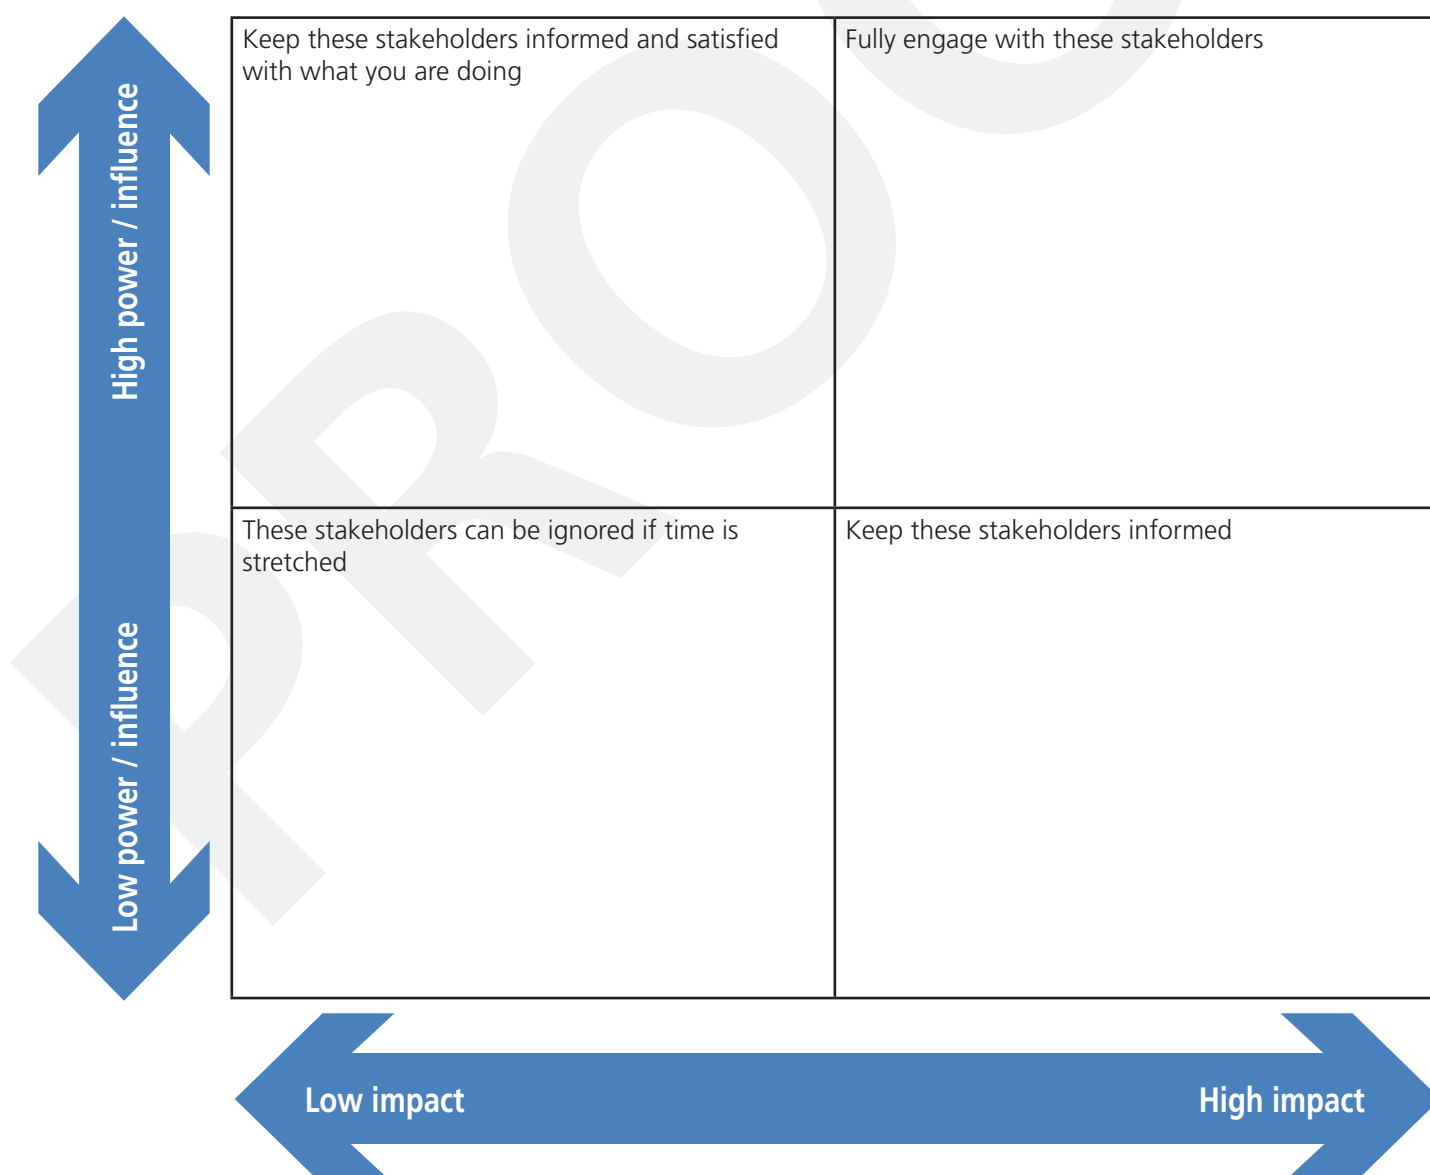 High power / influence
Low power / influence
Keep these stakeholders informed and satisfied
with what you are doing
Fully engage with these stakeholders
These stakeholders can be ignored if time is
stretched
Keep these stakeholders informed
Low impact
High impact
PRO